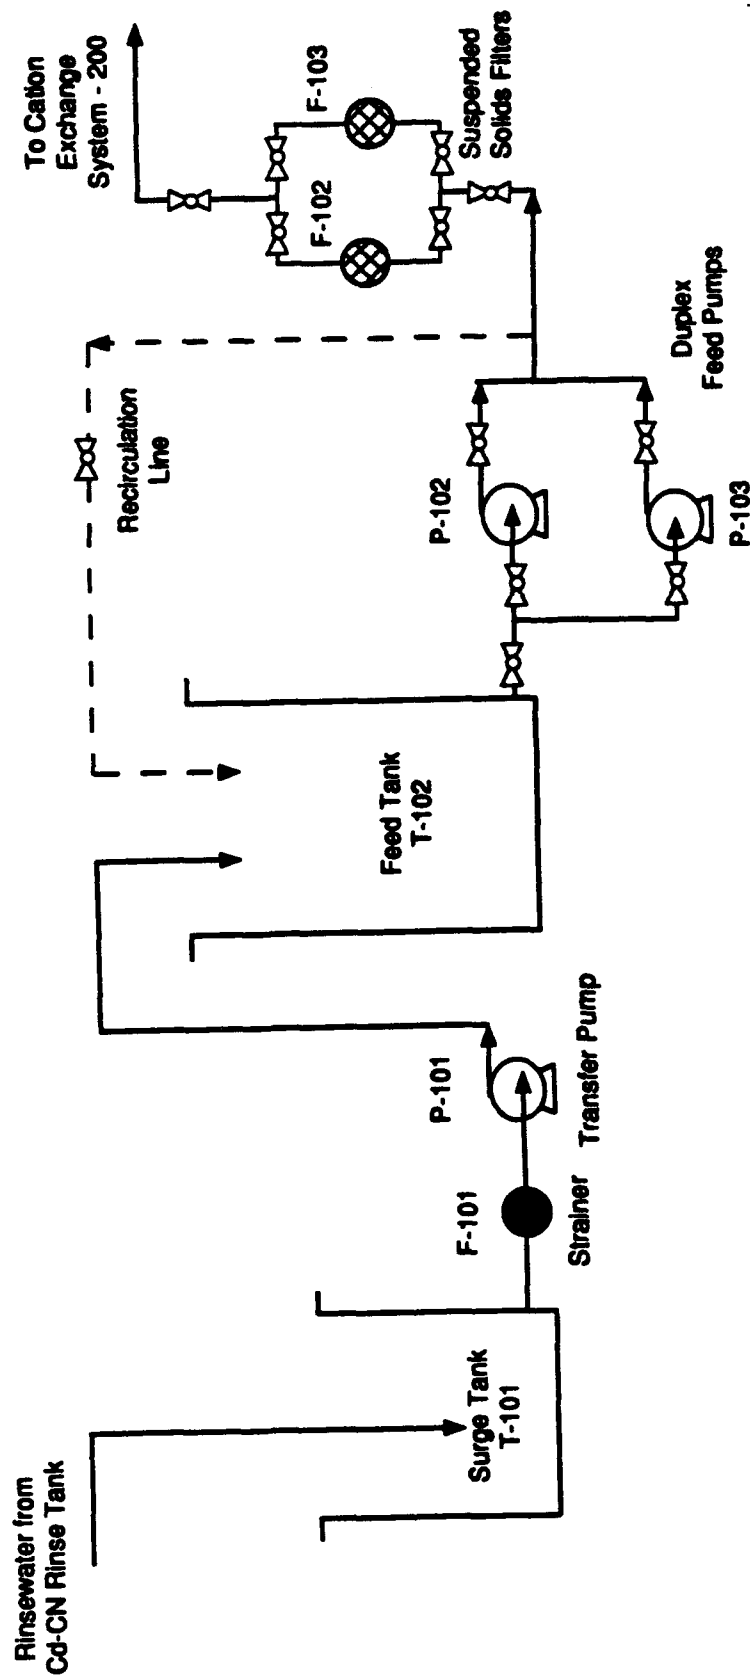 Rinsewater from
Cd-CN Rinse Tank
Surge Tank
T-101
F-101
Strainer
P-101
Transfer Pump
Feed Tank
T-102
Recirculation
Line
P-102
P-103
Duplex
Feed Pumps
F-102
F-103
Suspended
Solids Filters
To Cation
Exchange
System - 200